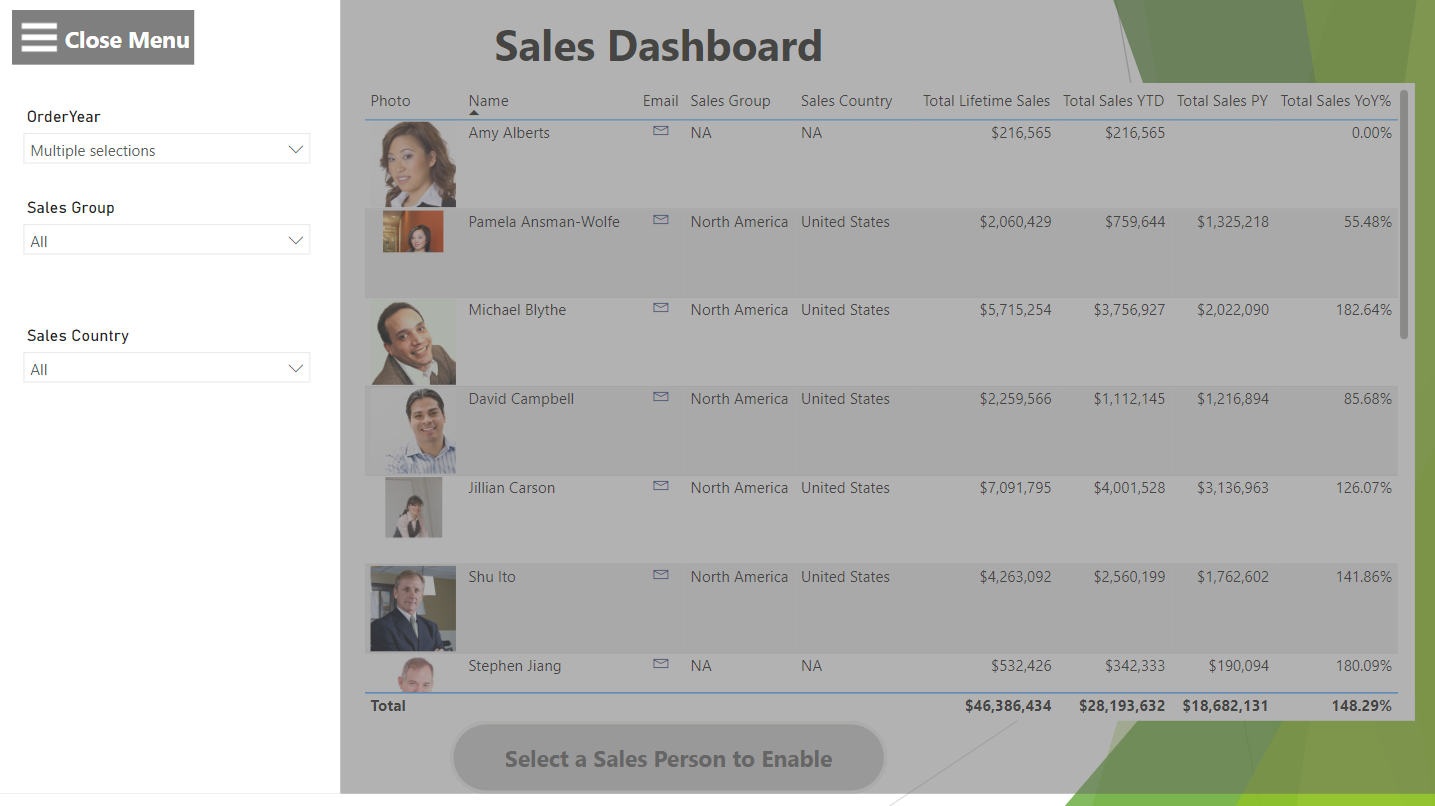 Close Menu
Sales Dashboard
OrderYear
Multiple selections
Sales Group
All
Sales Country
All
Photo Name Email Sales Group Sales Country Total Lifetime Sales Total Sales YTD Total Sales PY Total Sales YoY%
Amy Alberts NA NA $216,565 $216,565 0.00%
Pamela Ansman-Wolfe North America United States $2,060,429 $759,644 $1,325,218 55.48%
Michael Blythe North America United States $5,715,254 $3,756,927 $2,022,090 182.64%
David Campbell North America United States $2,259,566 $1,112,145 $1,216,894 85.68%
Jillian Carson North America United States $7,091,795 $4,001,528 $3,136,963 126.07%
Shu Ito North America United States $4,263,092 $2,560,199 $1,762,602 141.86%
Stephen Jiang NA NA $532,426 $342,333 $190,094 180.09%
Total $46,386,434 $28,193,632 $18,682,131 148.29%
Select a Sales Person to Enable